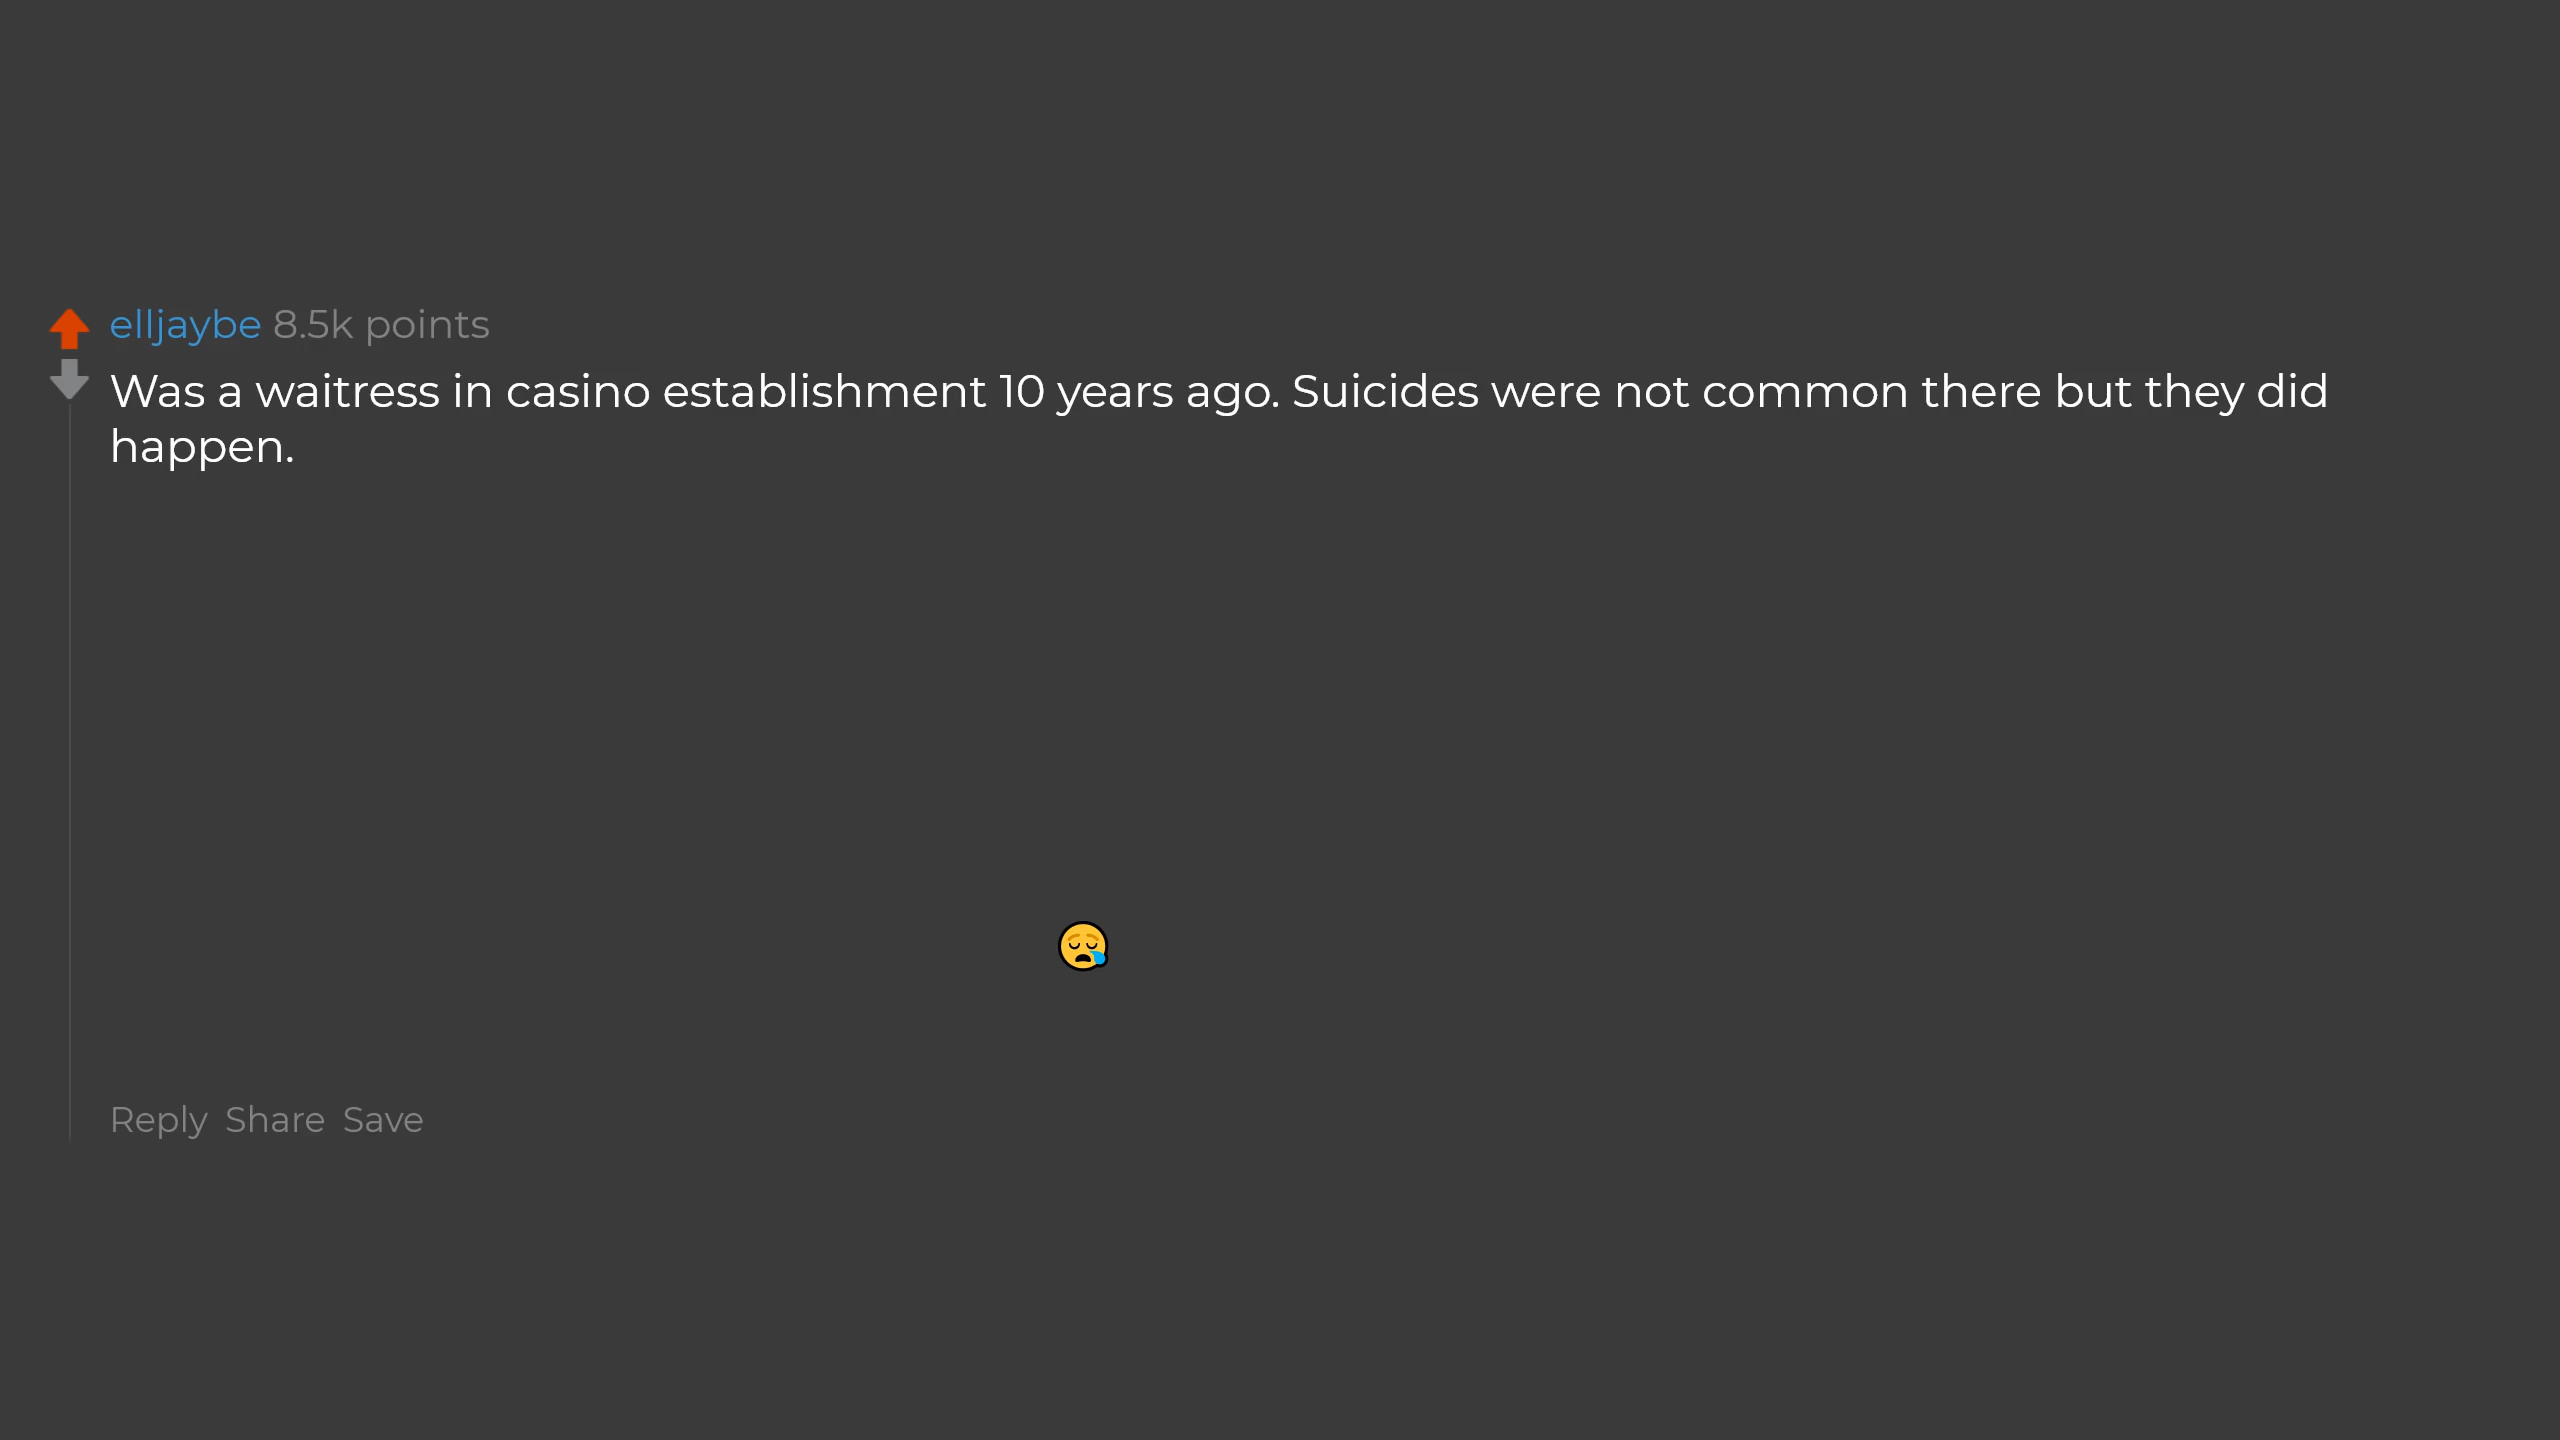 elljaybe 8.5k points
Was a waitress in casino establishment 10 years ago. Suicides were not common there but they did
happen.
Reply Share Save